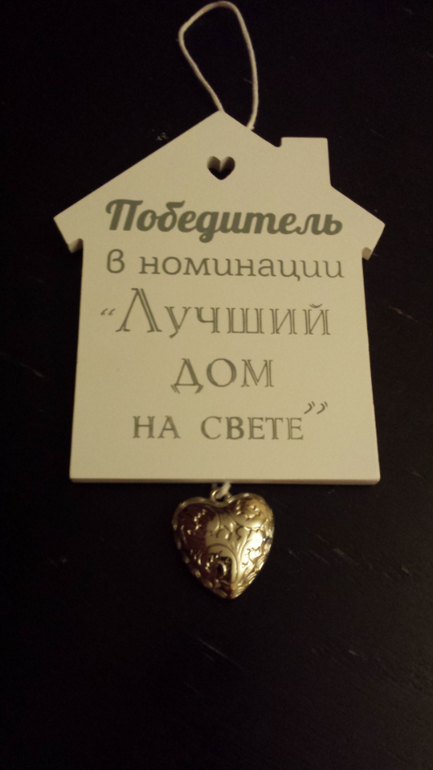 Победитель
в номинации
“Лучший
дом
на свете”